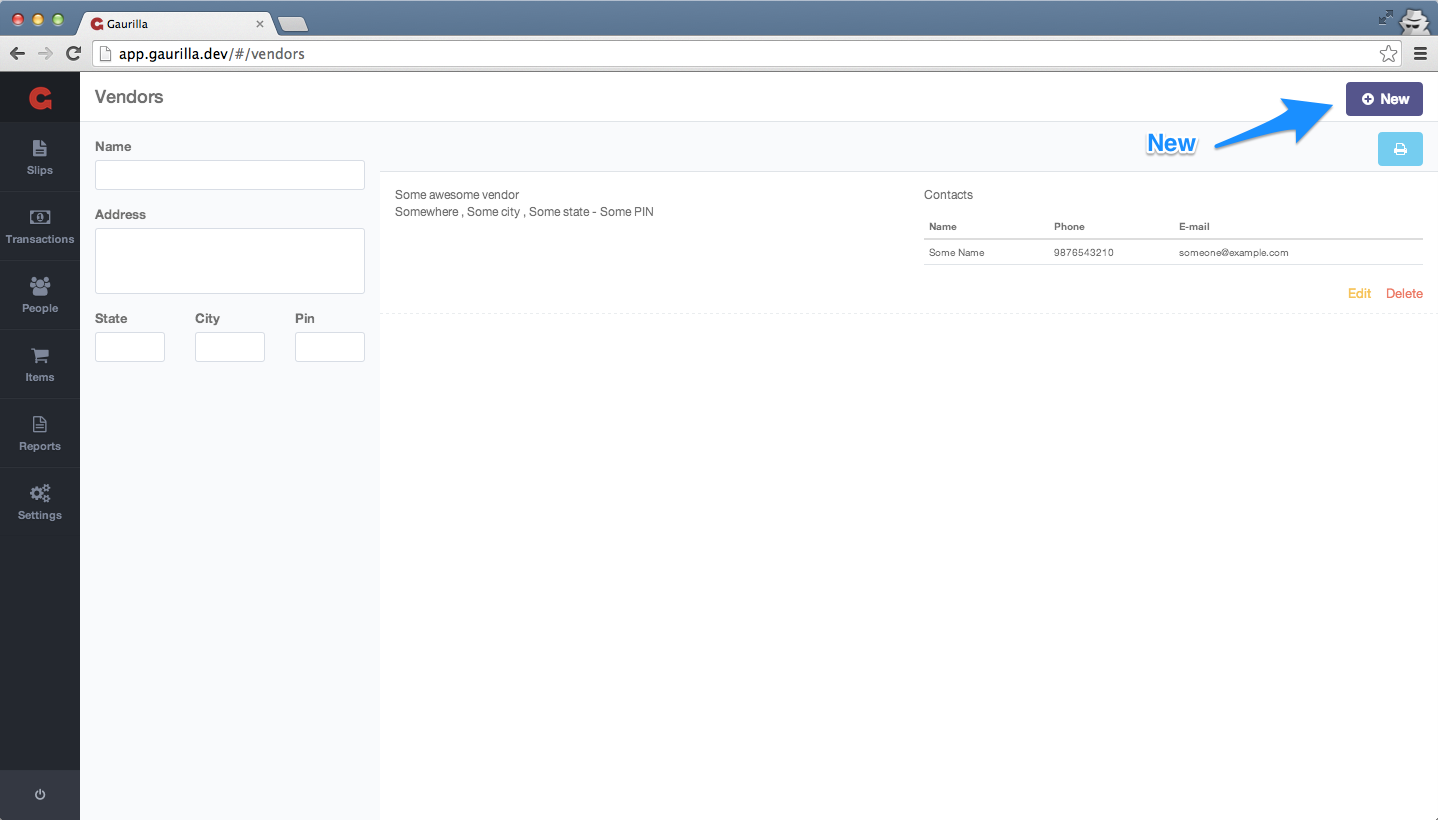 Gaurilla
app.gaurilla.dev/#/vendors
Vendors
New
New
Slips
Transactions
People
Items
Reports
Settings
Name
Address
State City Pin
Some awesome vendor
Somewhere , Some city , Some state - Some PIN
Contacts
Name Phone E-mail
Some Name 9876543210 someone@example.com
Edit Delete